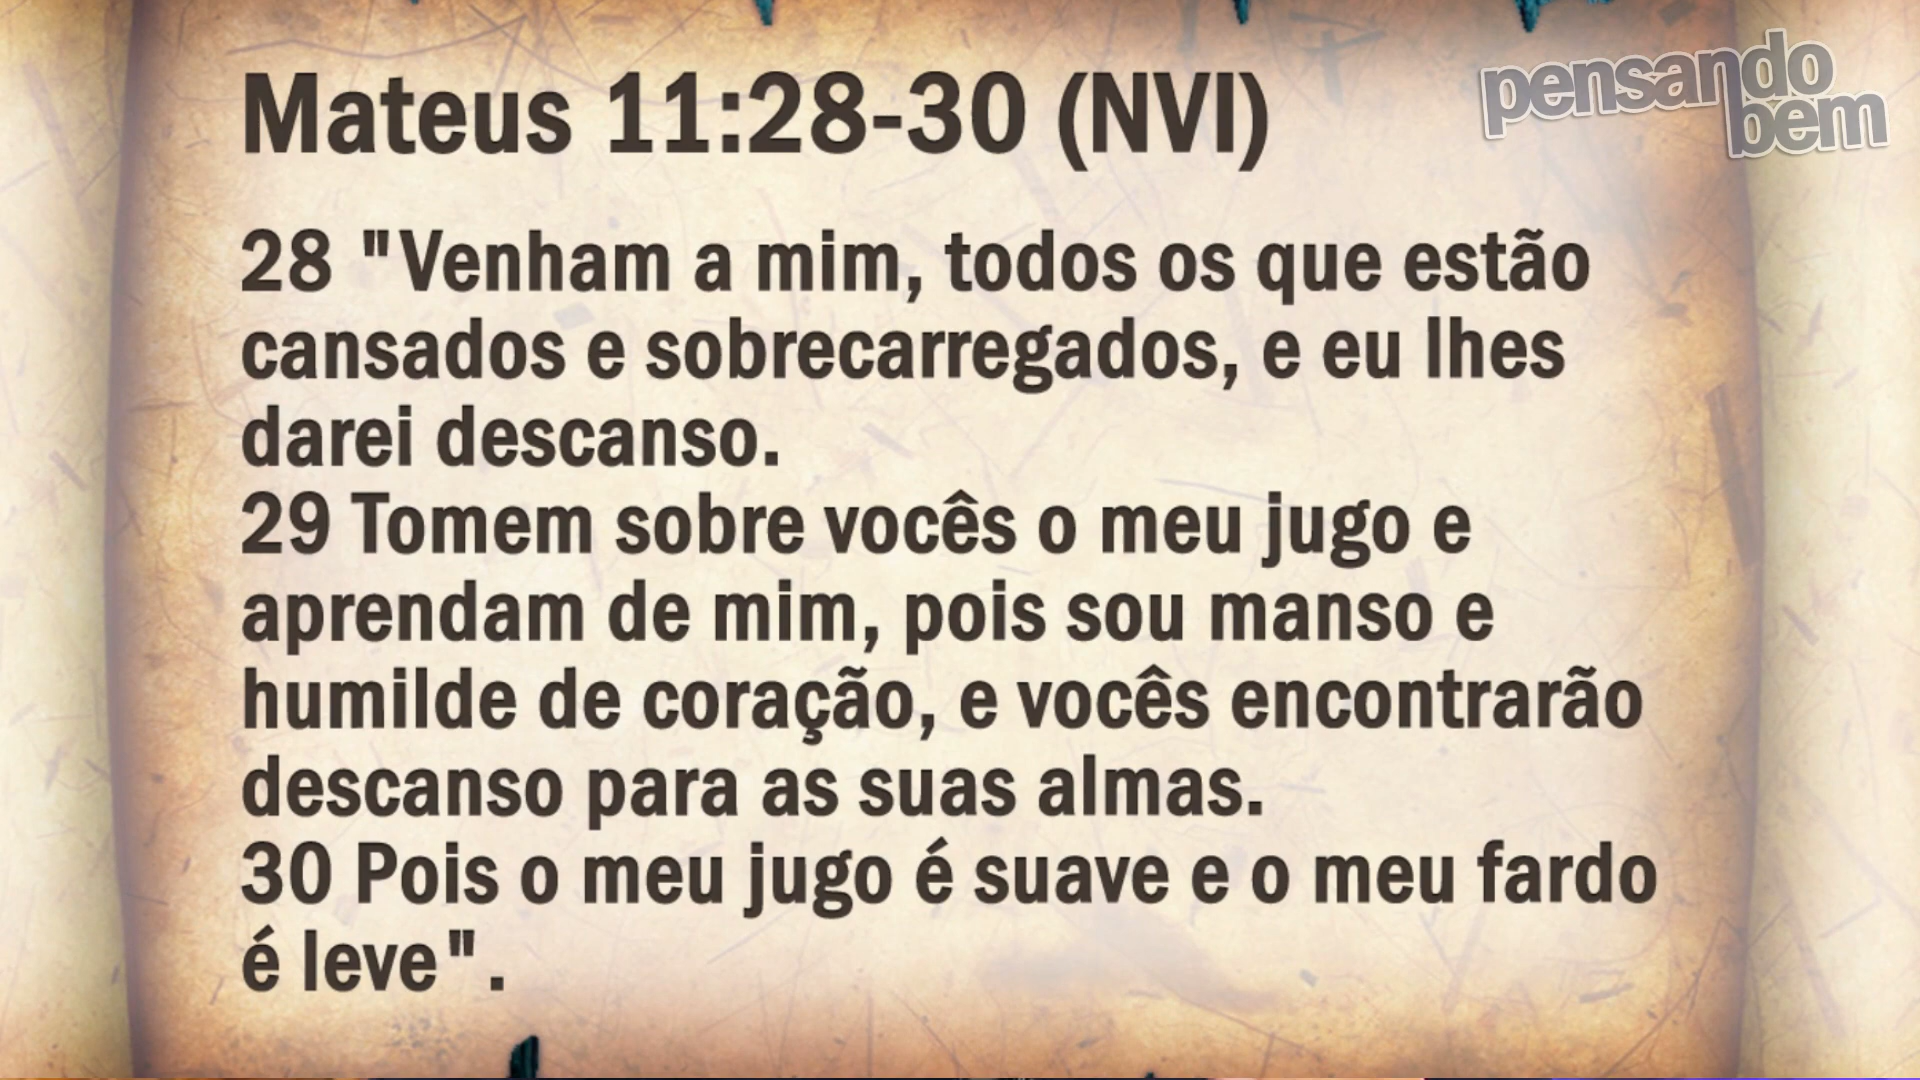 Mateus 11:28-30 (NVI)
pensando
bem
28 "Venham a mim, todos os que estão
cansados e sobrecarregados, e eu lhes
darei descanso.
29 Tomem sobre vocês o meu jugo e
aprendam de mim, pois sou manso e
humilde de coração, e vocês encontrarão
descanso para as suas almas.
30 Pois o meu jugo é suave e o meu fardo
é leve".